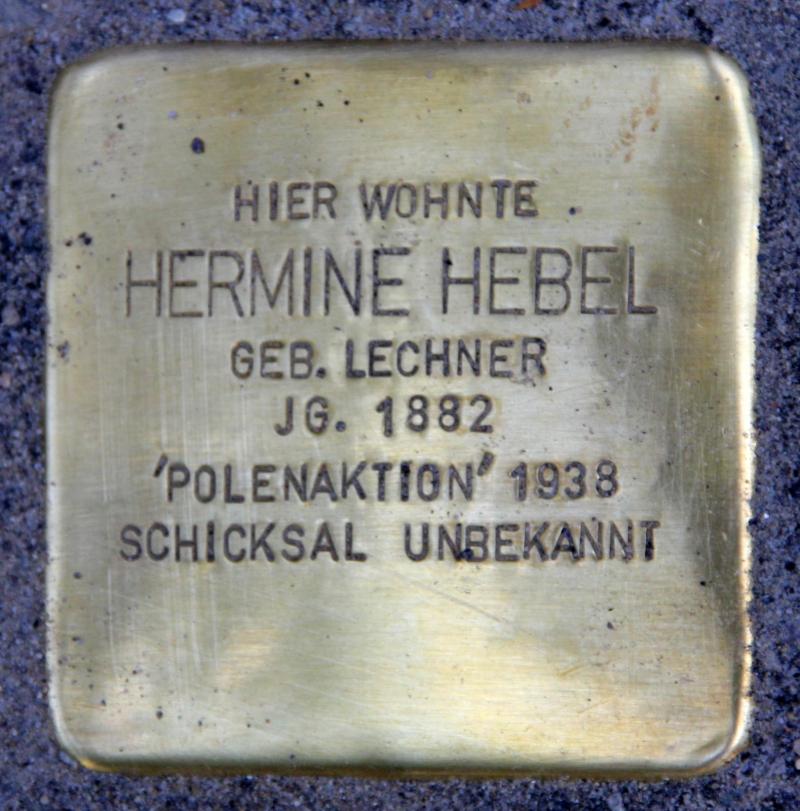 HIER WOHNTE
HERMINE HEBEL
GEB. LECHNER
JG. 1882
'POLENAKTION' 1938
SCHICKSAL UNBEKANNT